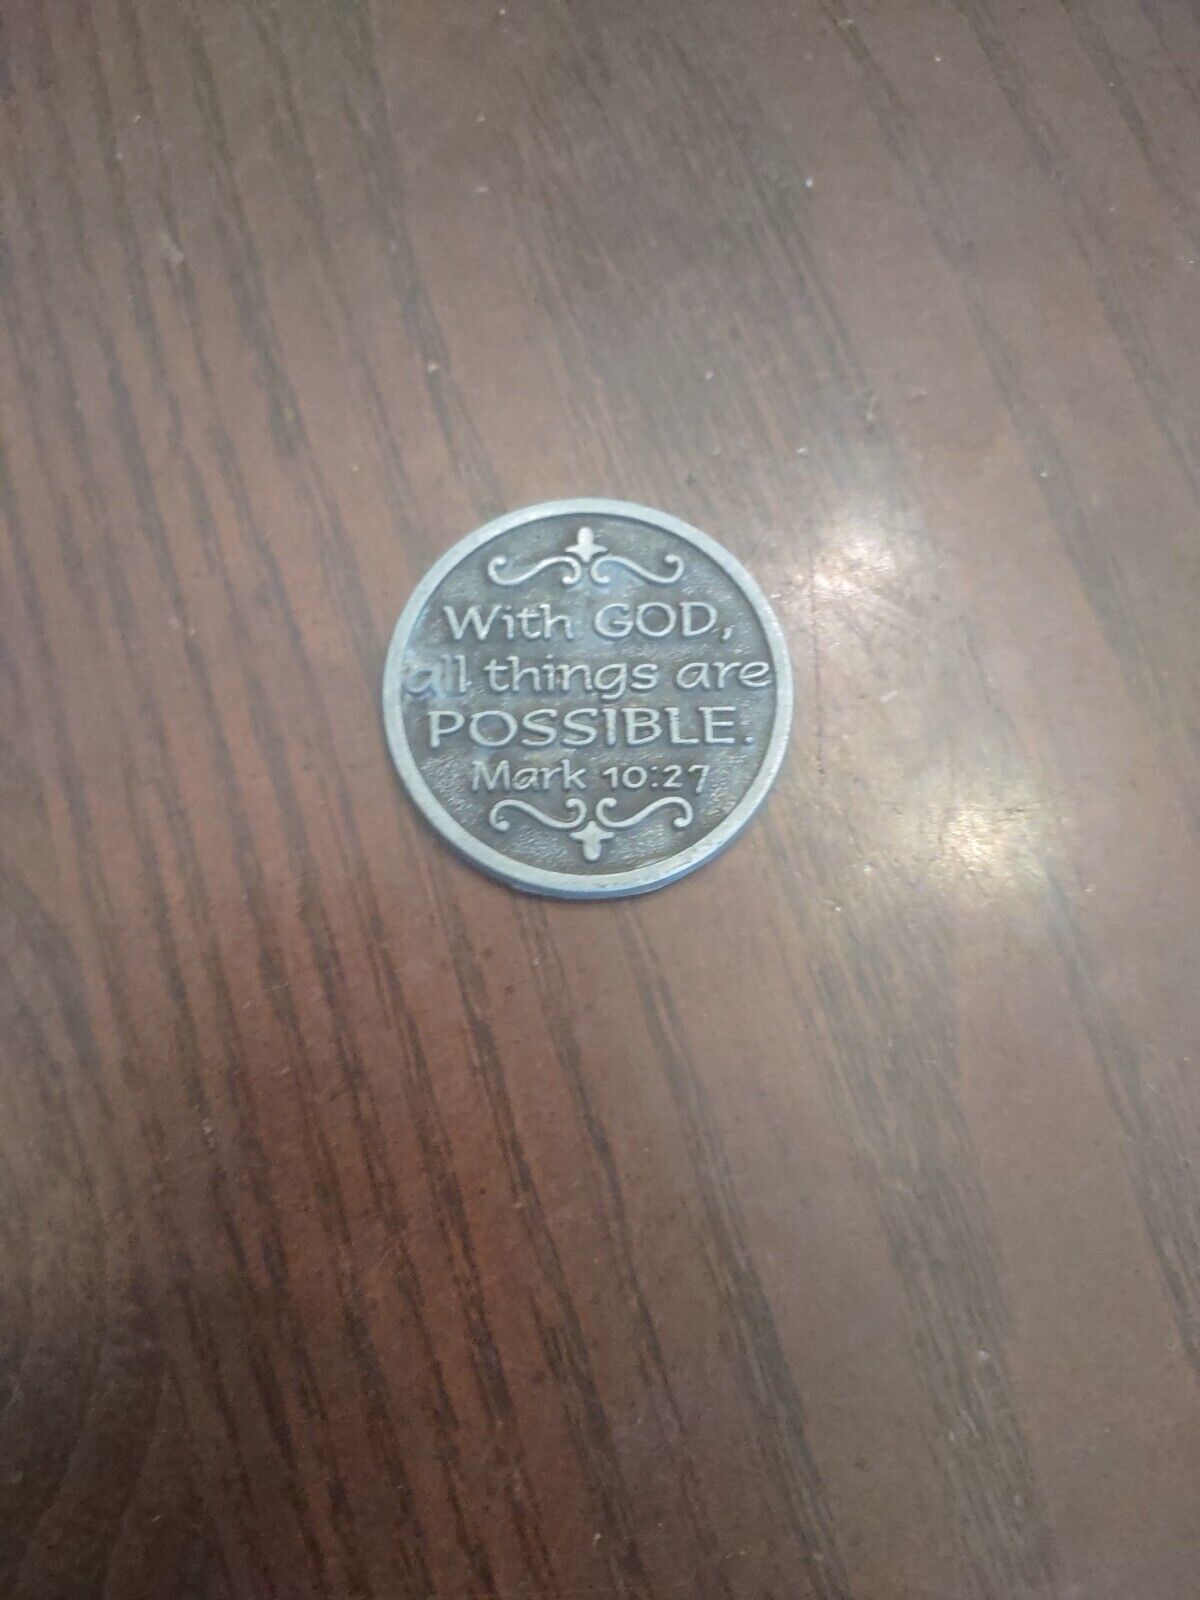 With GOD,
all things are
POSSIBLE.
Mark 10:27